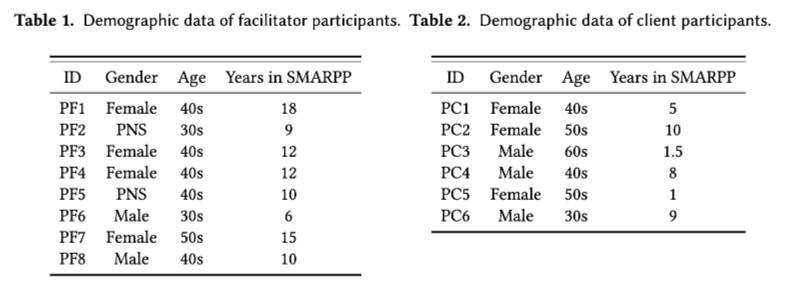 Table 1. Demographic data of facilitator participants.
ID Gender Age Years in SMARPP
PF1 Female 40s 18
PF2 PNS 30s 9
PF3 Female 40s 12
PF4 Female 40s 12
PF5 PNS 40s 10
PF6 Male 30s 6
PF7 Female 50s 15
PF8 Male 40s 10
Table 2. Demographic data of client participants.
ID Gender Age Years in SMARPP
PC1 Female 40s 5
PC2 Female 50s 10
PC3 Male 60s 1.5
PC4 Male 40s 8
PC5 Female 50s 1
PC6 Male 30s 9